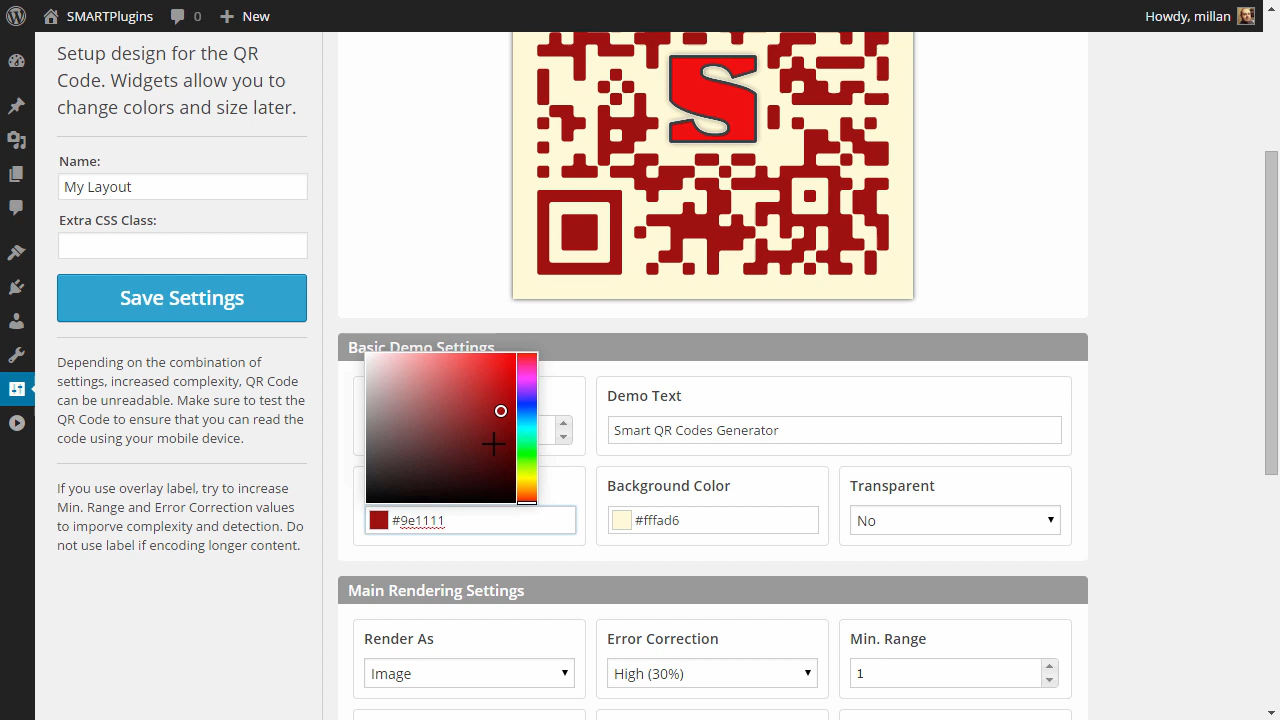 SMARTPlugins
0
New
Howdy, millan
Setup design for the QR
Code. Widgets allow you to
change colors and size later.
Name:
My Layout
Extra CSS Class:
Save Settings
Depending on the combination of
settings, increased complexity, QR Code
can be unreadable. Make sure to test the
QR Code to ensure that you can read the
code using your mobile device.
If you use overlay label, try to increase
Min. Range and Error Correction values
to imporve complexity and detection. Do
not use label if encoding longer content.
S
Basic Demo Settings
Demo Text
Smart QR Codes Generator
#9e1111
Background Color
#fffad6
Transparent
No
Main Rendering Settings
Render As
Image
Error Correction
High (30%)
Min. Range
1